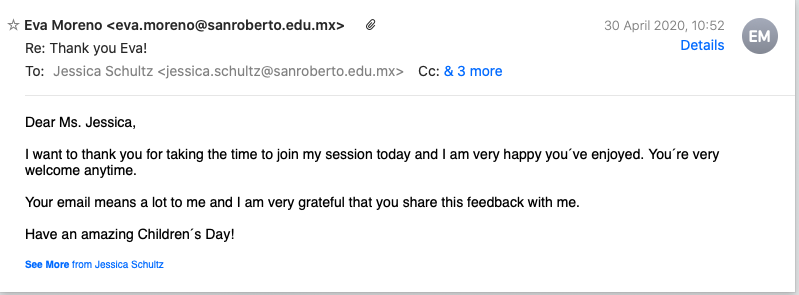 Eva Moreno <eva.moreno@sanroberto.edu.mx>
30 April 2020, 10:52
EM
Re: Thank you Eva!
Details
To: Jessica Schultz <jessica.schultz@sanroberto.edu.mx> Cc: & 3 more
Dear Ms. Jessica,
I want to thank you for taking the time to join my session today and I am very happy you´ve enjoyed. You´re very
welcome anytime.
Your email means a lot to me and I am very grateful that you share this feedback with me.
Have an amazing Children´s Day!
See More from Jessica Schultz